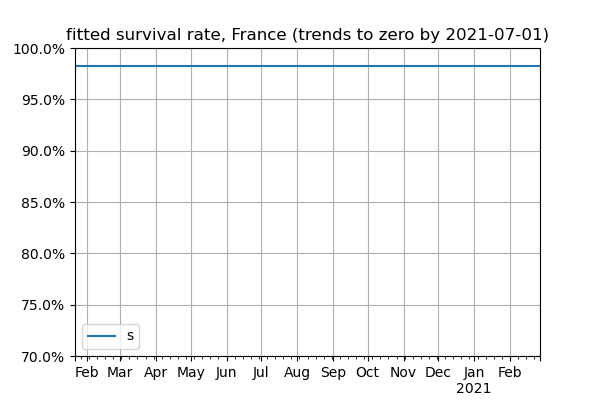 fitted survival rate, France (trends to zero by 2021-07-01)
100.0%
95.0%
90.0%
85.0%
80.0%
75.0%
70.0%
s
Feb Mar Apr May Jun Jul Aug Sep Oct Nov Dec Jan Feb
2021